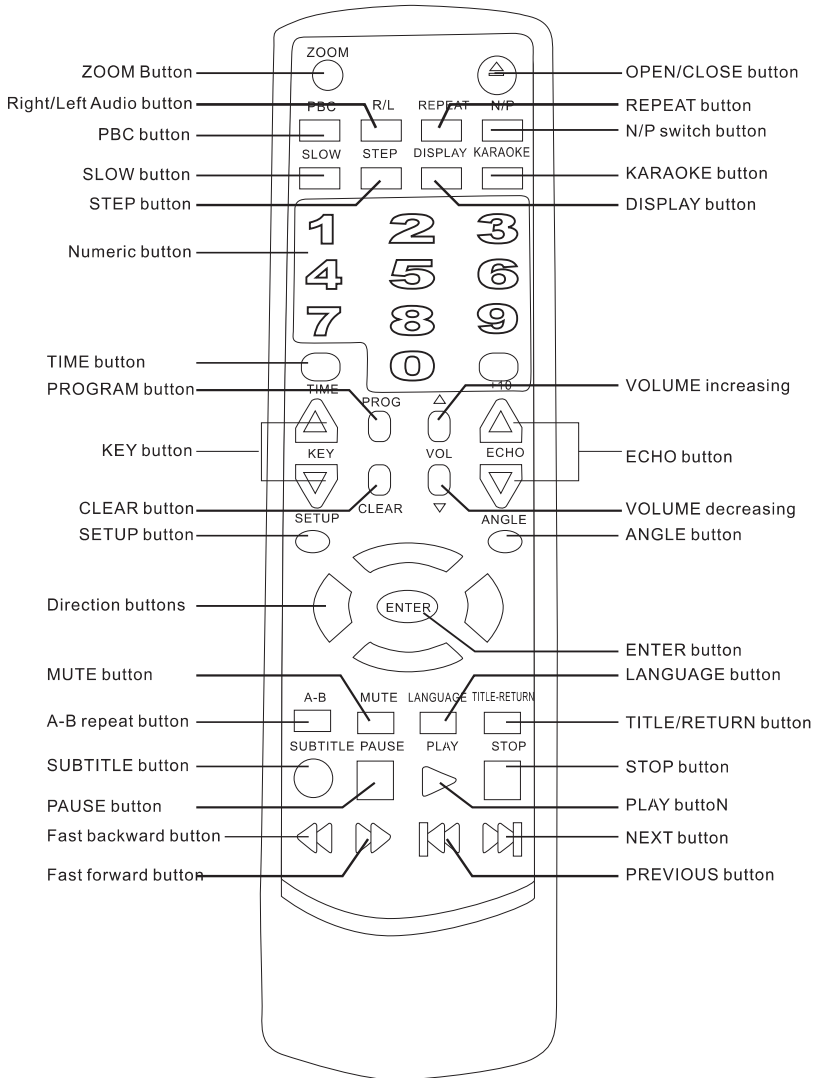 ZOOM
ZOOM Button
OPEN/CLOSE button
Right/Left Audio button
PBC
R/L
REPEAT
N/P
REPEAT button
PBC button
N/P switch button
SLOW
STEP
DISPLAY
KARAOKE
SLOW button
KARAOKE button
STEP button
DISPLAY button
1
2
3
Numeric button
4
5
6
7
8
9
0
TIME button
TIME
+10
PROGRAM button
PROG
VOLUME increasing
KEY button
KEY
VOL
ECHO
ECHO button
CLEAR button
CLEAR
VOLUME decreasing
SETUP
ANGLE
SETUP button
ANGLE button
Direction buttons
ENTER
ENTER button
MUTE button
LANGUAGE button
A-B
MUTE
LANGUAGE
TITLE-RETURN
A-B repeat button
TITLE/RETURN button
SUBTITLE
PAUSE
PLAY
STOP
SUBTITLE button
STOP button
PAUSE button
PLAY buttoN
Fast backward button
NEXT button
Fast forward button
PREVIOUS button